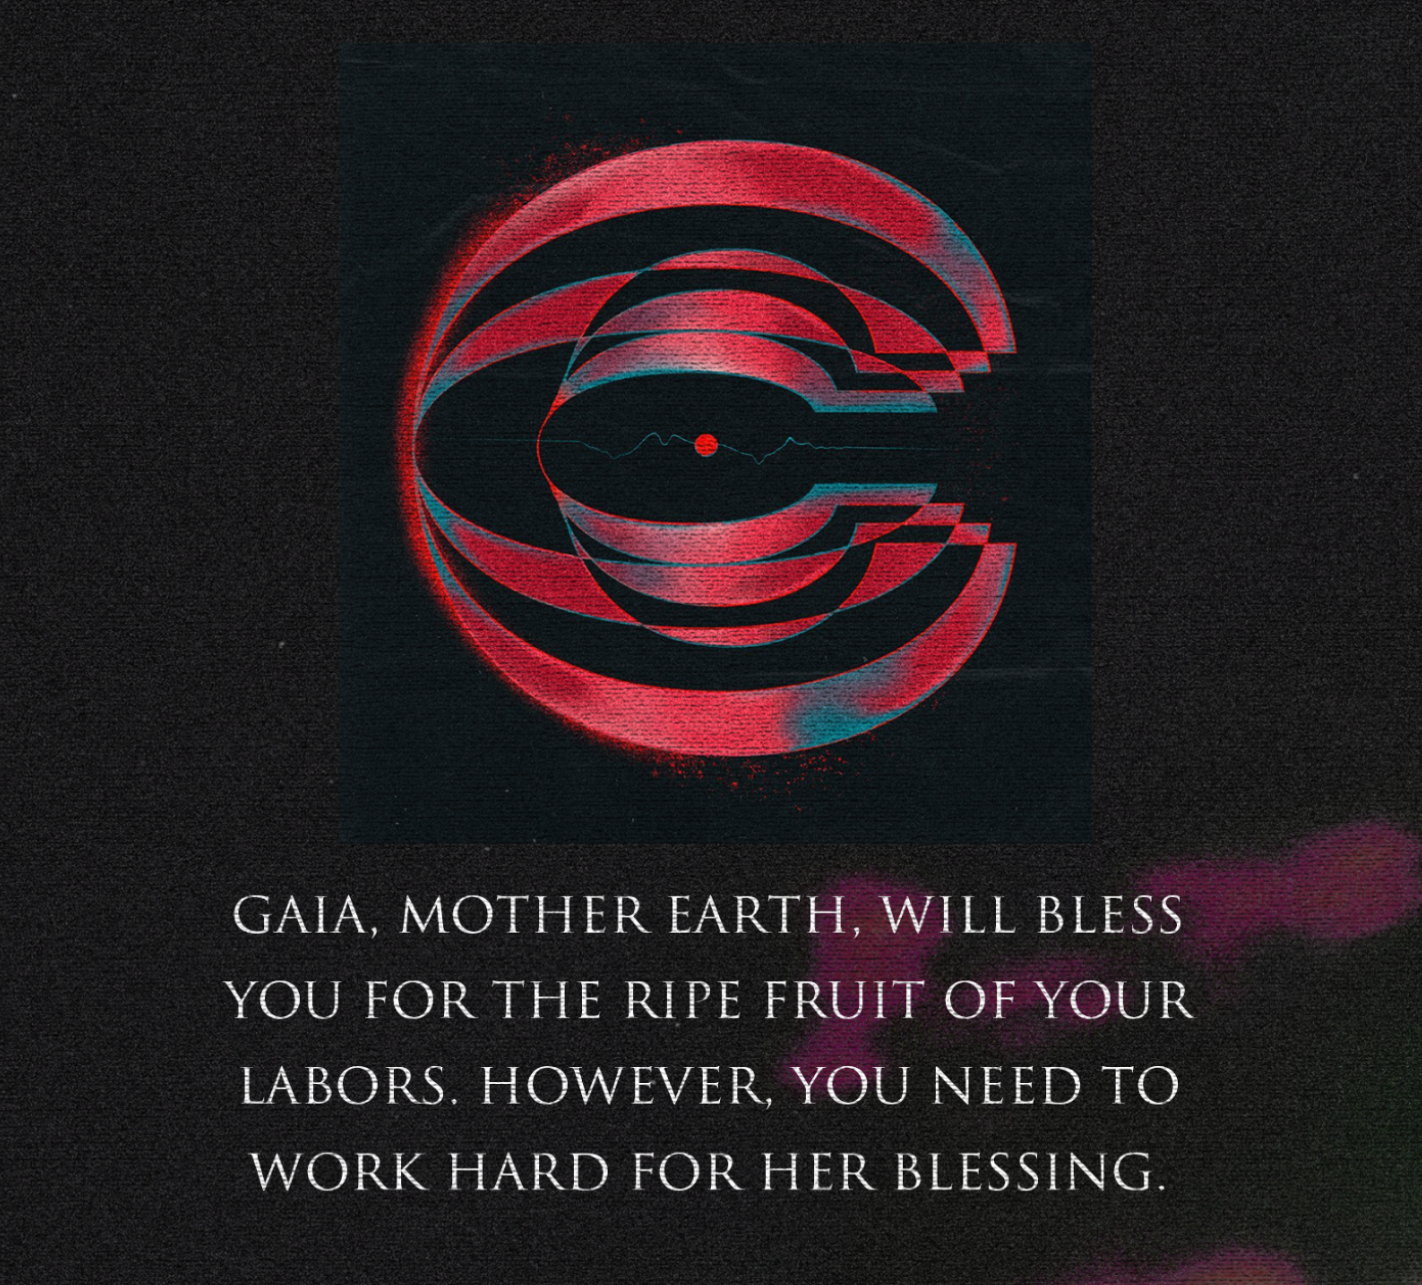 GAIA, MOTHER EARTH, WILL BLESS
YOU FOR THE RIPE FRUIT OF YOUR
LABORS. HOWEVER, YOU NEED TO
WORK HARD FOR HER BLESSING.